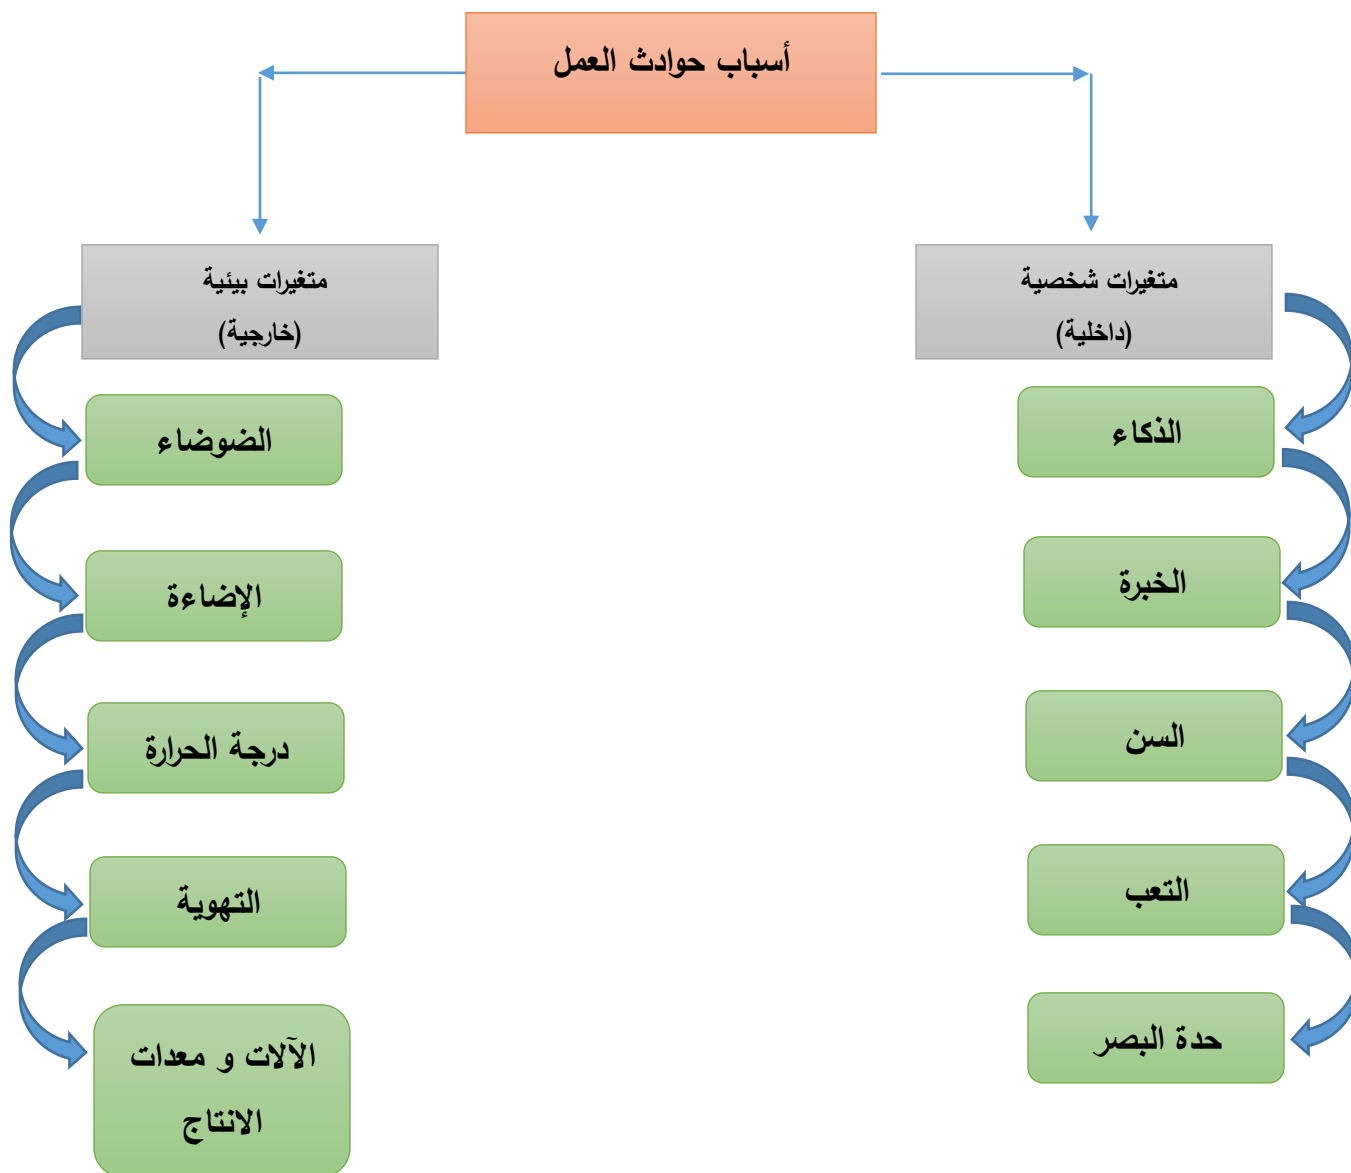 أسباب حوادث العمل
متغيرات شخصية
(داخلية)
الذكاء
الخبرة
السن
التعب
حدة البصر
متغيرات بيئية
(خارجية)
الضوضاء
الإضاءة
درجة الحرارة
التهوية
الآلات و معدات
الانتاج